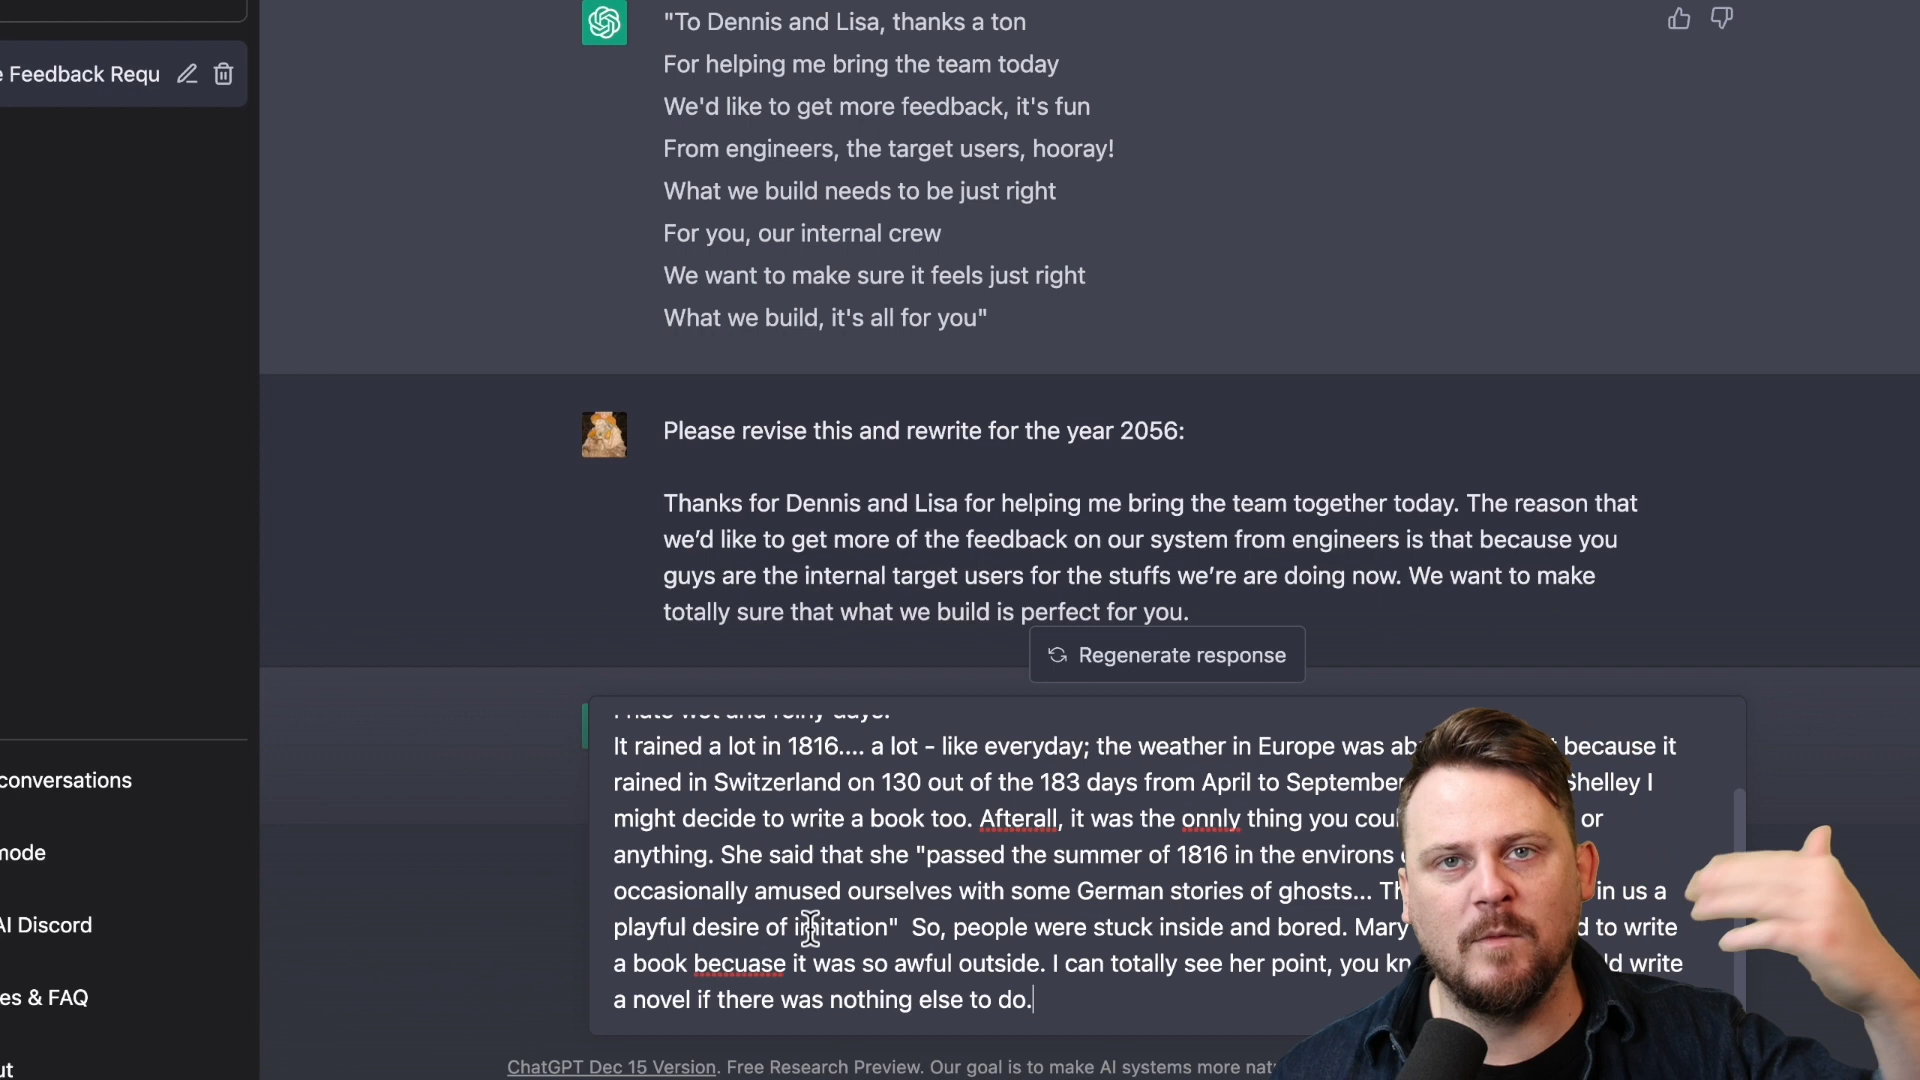 "To Dennis and Lisa, thanks a ton
For helping me bring the team today
We'd like to get more feedback, it's fun
From engineers, the target users, hooray!
What we build needs to be just right
For you, our internal crew
We want to make sure it feels just right
What we build, it's all for you"
Feedback Requ
Please revise this and rewrite for the year 2056:
Thanks for Dennis and Lisa for helping me bring the team together today. The reason that
we'd like to get more of the feedback on our system from engineers is that because you
guys are the internal target users for the stuffs we're are doing now. We want to make
totally sure that what we build is perfect for you.
Regenerate response
It rained a lot in 1816.... a lot - like everyday; the weather in Europe was because it
rained in Switzerland on 130 out of the 183 days from April to September Shelley I
might decide to write a book too. Afterall, it was the onnly thing you or
anything. She said that she "passed the summer of 1816 in the environs
occasionally amused ourselves with some German stories of ghosts... in us a
playful desire of imitation" So, people were stuck inside and bored. Mary to write
a book becuase it was so awful outside. I can totally see her point, you write
a novel if there was nothing else to do.
conversations
mode
AI Discord
& FAQ
ChatGPT Dec 15 Version. Free Research Preview. Our goal is to make AI systems more